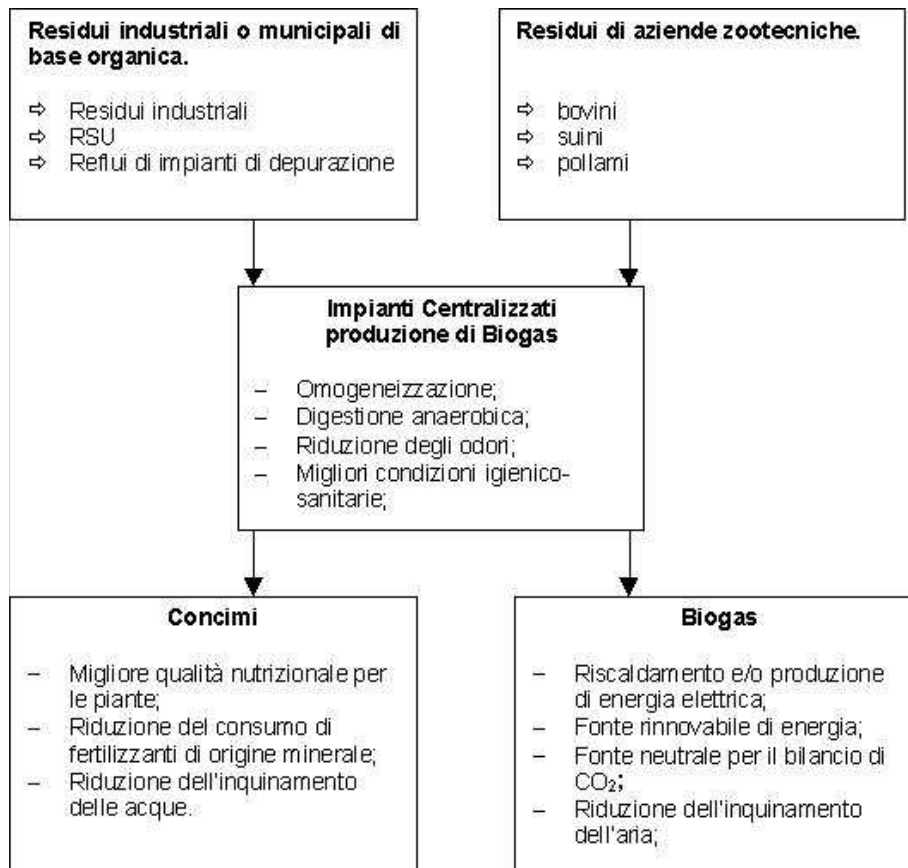 Residui industriali o municipali di
base organica.
⇨ Residui industriali
⇨ RSU
⇨ Reflui di impianti di depurazione
Residui di aziende zootecniche.
⇨ bovini
⇨ suini
⇨ pollami
Impianti Centralizzati
produzione di Biogas
– Omogeneizzazione;
– Digestione anaerobica;
– Riduzione degli odori;
– Migliori condizioni igienico-
sanitarie;
Concimi
– Migliore qualità nutrizionale per
le piante;
– Riduzione del consumo di
fertilizzanti di origine minerale;
– Riduzione dell'inquinamento
delle acque.
Biogas
– Riscaldamento e/o produzione
di energia elettrica;
– Fonte rinnovabile di energia;
– Fonte neutrale per il bilancio di
CO₂;
– Riduzione dell'inquinamento
dell'aria;